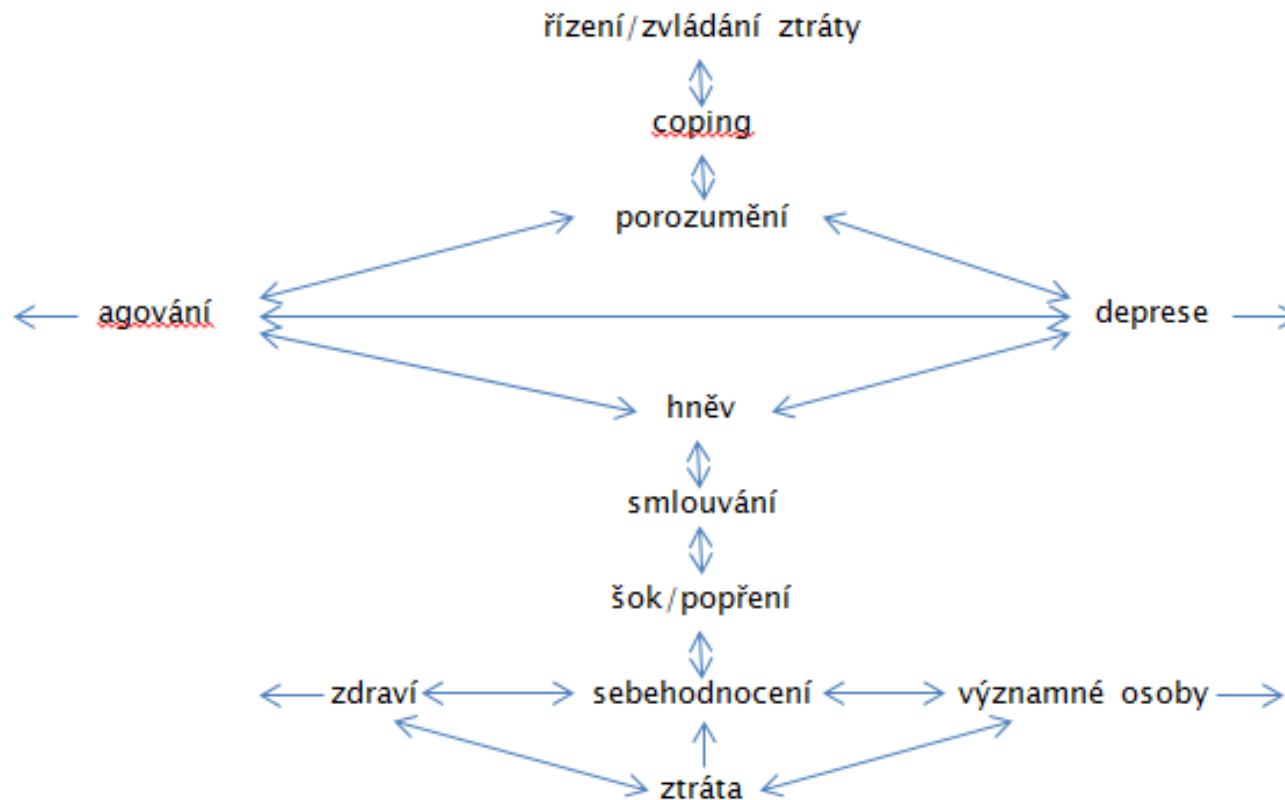 řízení/zvládání ztráty
coping
porozumění
agování deprese
hněv
smlouvání
šok/popření
zdraví sebehodnocení významné osoby
ztráta